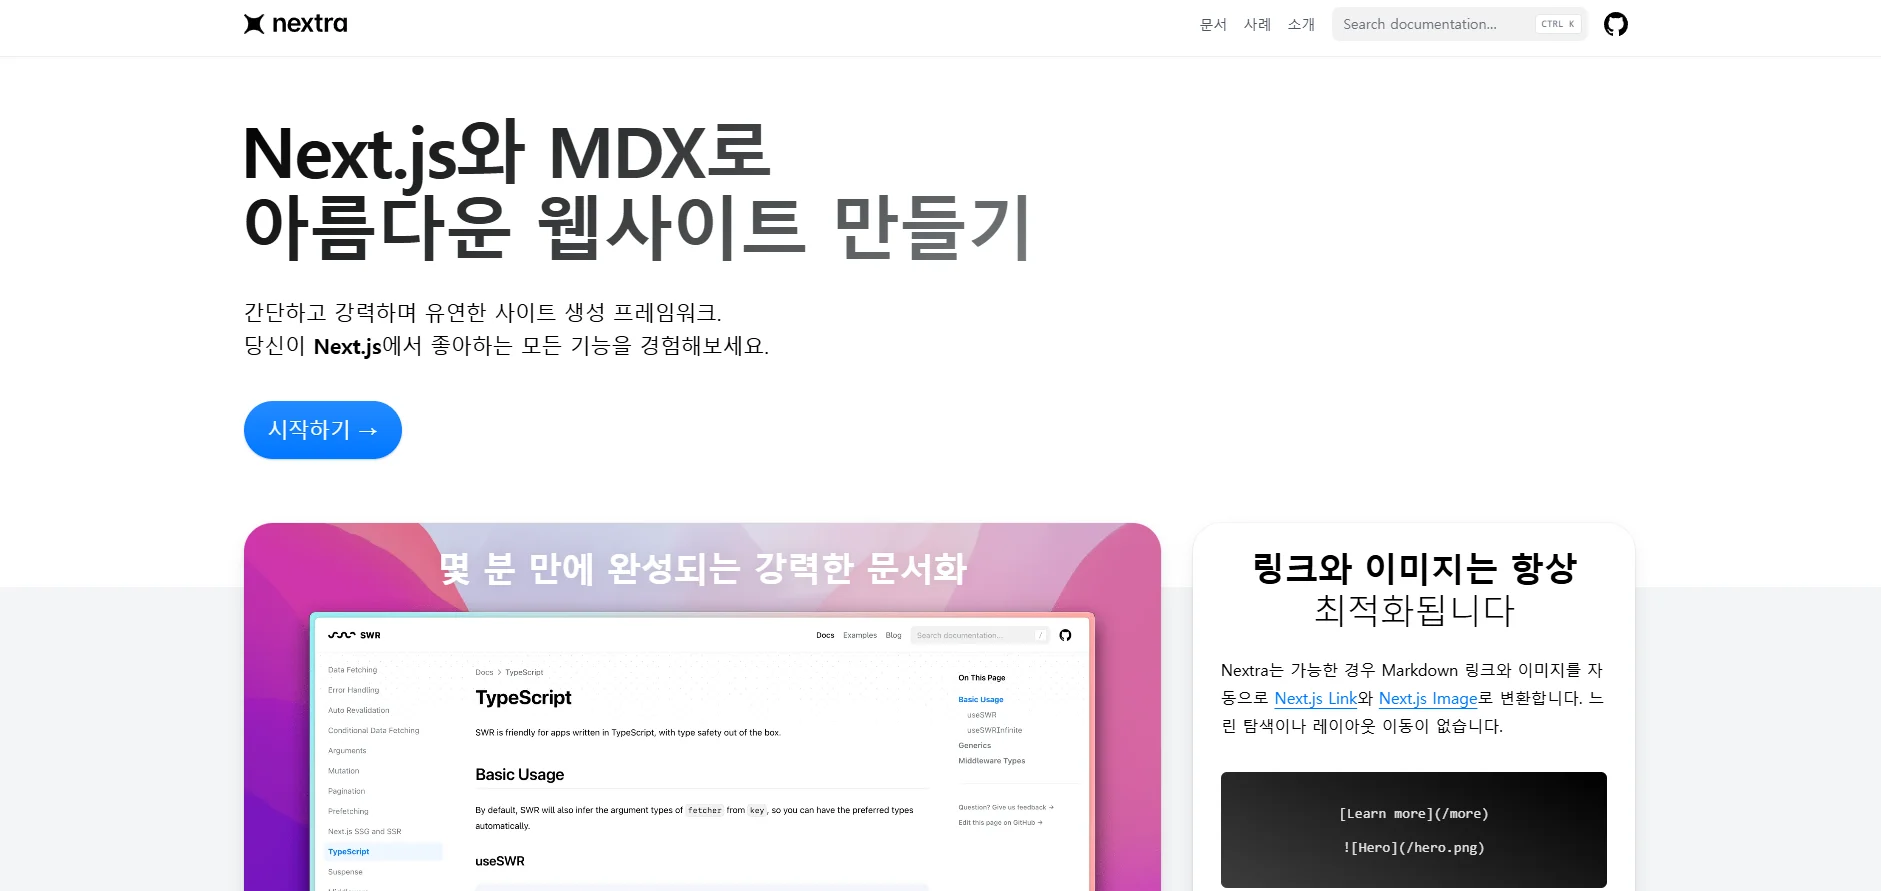 nextra
문서 사례 소개 Search documentation... CTRL K
Next.js와 MDX로
아름다운 웹사이트 만들기
간단하고 강력하며 유연한 사이트 생성 프레임워크.
당신이 Next.js에서 좋아하는 모든 기능을 경험해보세요.
시작하기 →
몇 분 만에 완성되는 강력한 문서화
SWR
Docs Examples Blog Search documentation... /
Data Fetching
Error Handling
Auto Revalidation
Conditional Data Fetching
Arguments
Mutation
Pagination
Prefetching
Next.js SSG and SSR
TypeScript
Suspense
Docs > TypeScript
TypeScript
SWR is friendly for apps written in TypeScript, with type safety out of the box.
Basic Usage
By default, SWR will also infer the argument types of fetcher from key, so you can have the preferred types
automatically.
useSWR
On This Page
Basic Usage
useSWR
useSWRInfinite
Generics
Middleware Types
Question? Give us feedback →
Edit this page on GitHub →
링크와 이미지는 항상
최적화됩니다
Nextra는 가능한 경우 Markdown 링크와 이미지를 자
동으로 Next.js Link와 Next.js Image로 변환합니다. 느
린 탐색이나 레이아웃 이동이 없습니다.
[Learn more](/more)
![Hero](/hero.png)